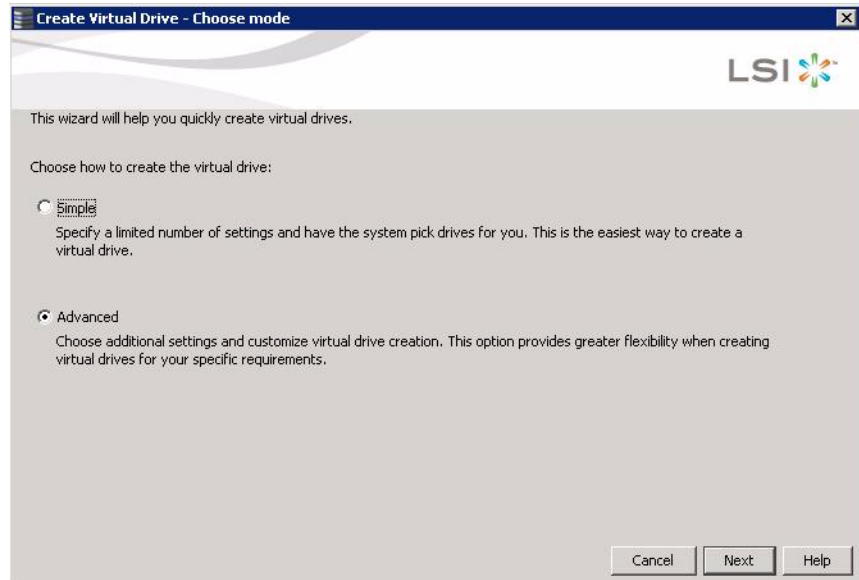 Create Virtual Drive - Choose mode
LSI
This wizard will help you quickly create virtual drives.
Choose how to create the virtual drive:
Simple
Specify a limited number of settings and have the system pick drives for you. This is the easiest way to create a
virtual drive.
Advanced
Choose additional settings and customize virtual drive creation. This option provides greater flexibility when creating
virtual drives for your specific requirements.
Cancel Next Help